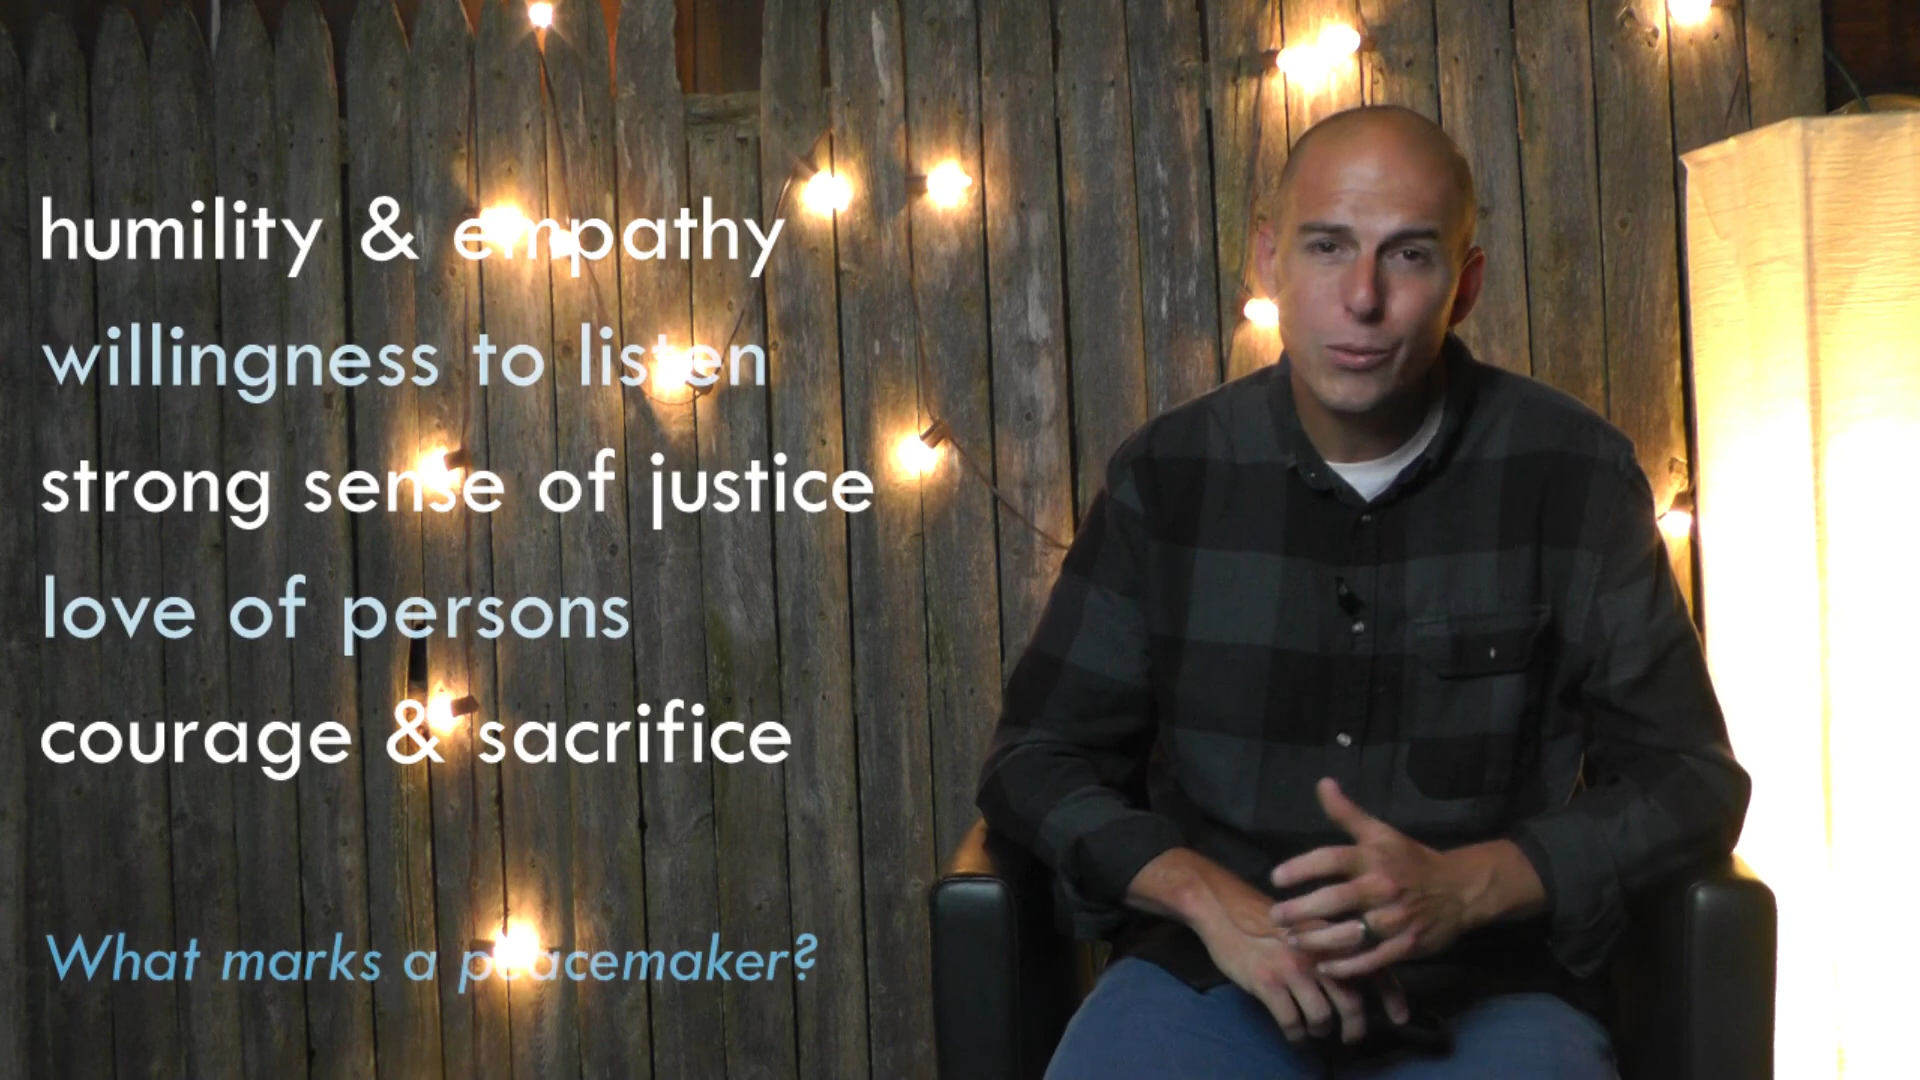 humility & empathy
willingness to listen
strong sense of justice
love of persons
courage & sacrifice
What marks a peacemaker?